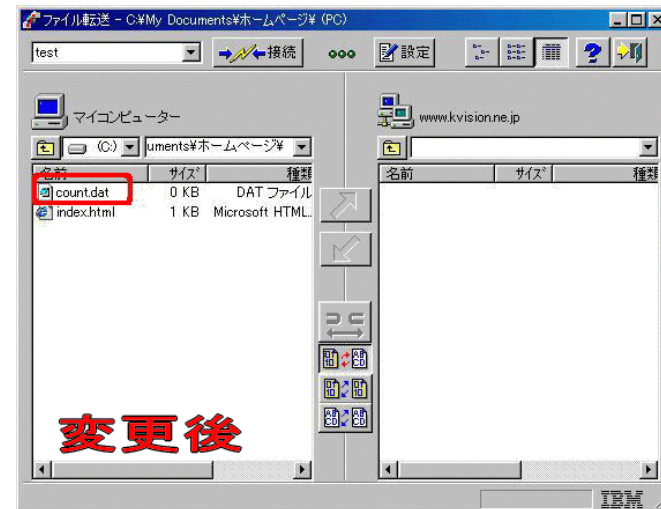 ファイル転送 - C:¥My Documents¥ホームページ¥ (PC)
test 接続 設定
マイコンピューター www.kvision.ne.jp
(C:) uments¥ホームページ¥
名前 サイズ 種類 名前 サイズ 種類
count.dat 0 KB DAT ファイル
index.html 1 KB Microsoft HTML..
変更後
IBM